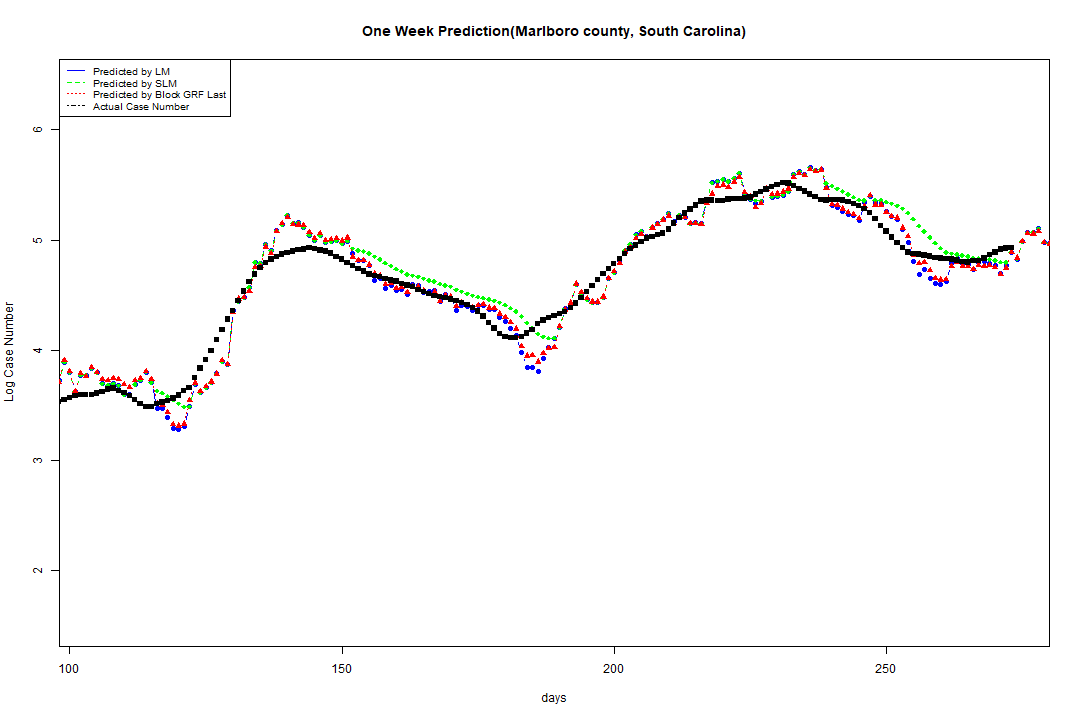 One Week Prediction(Marlboro county, South Carolina)
Predicted by LM
Predicted by SLM
Predicted by Block GRF Last
Actual Case Number
6
5
4
3
2
Log Case Number
100 150 200 250
days